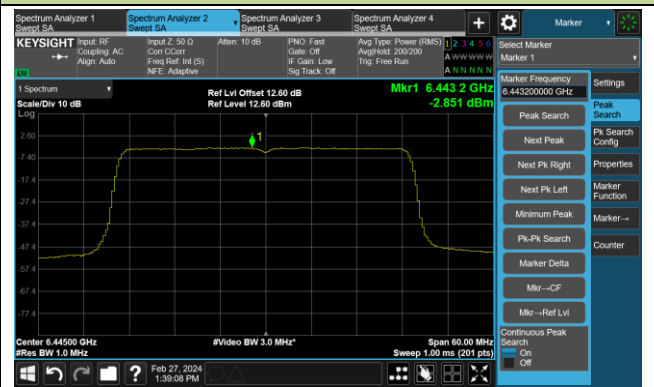 Spectrum Analyzer 1
Swept SA
Spectrum Analyzer 2
Swept SA
Spectrum Analyzer 3
Swept SA
Spectrum Analyzer 4
Swept SA
+
Marker
KEYSIGHT
Input: RF
Coupling: AC
Align: Auto
Input Z: 50 Ω
Corr CCorr
Freq Ref: Int (S)
NFE: Adaptive
Atten: 10 dB
PNO: Fast
Gate: Off
IF Gain: Low
Sig Track: Off
Avg Type: Power (RMS)
Avg|Hold: 200/200
Trig: Free Run
1 2 3 4 5 6
A W W W W W
A N N N N N
LXI
Select Marker
Marker 1
1 Spectrum
Scale/Div 10 dB
Log
Ref Lvl Offset 12.60 dB
Ref Level 12.60 dBm
Mkr1 6.443 2 GHz
-2.851 dBm
1
2.60
-7.40
-17.4
-27.4
-37.4
-47.4
-57.4
-67.4
-77.4
Center 6.44500 GHz
#Res BW 1.0 MHz
#Video BW 3.0 MHz*
Span 60.00 MHz
Sweep 1.00 ms (201 pts)
Marker Frequency
6.443200000 GHz
Peak Search
Next Peak
Next Pk Right
Next Pk Left
Minimum Peak
Pk-Pk Search
Marker Delta
Mkr→CF
Mkr→Ref Lvl
Continuous Peak
Search
On
Off
Settings
Peak
Search
Pk Search
Config
Properties
Marker
Function
Marker→
Counter
?
Feb 27, 2024
1:39:08 PM